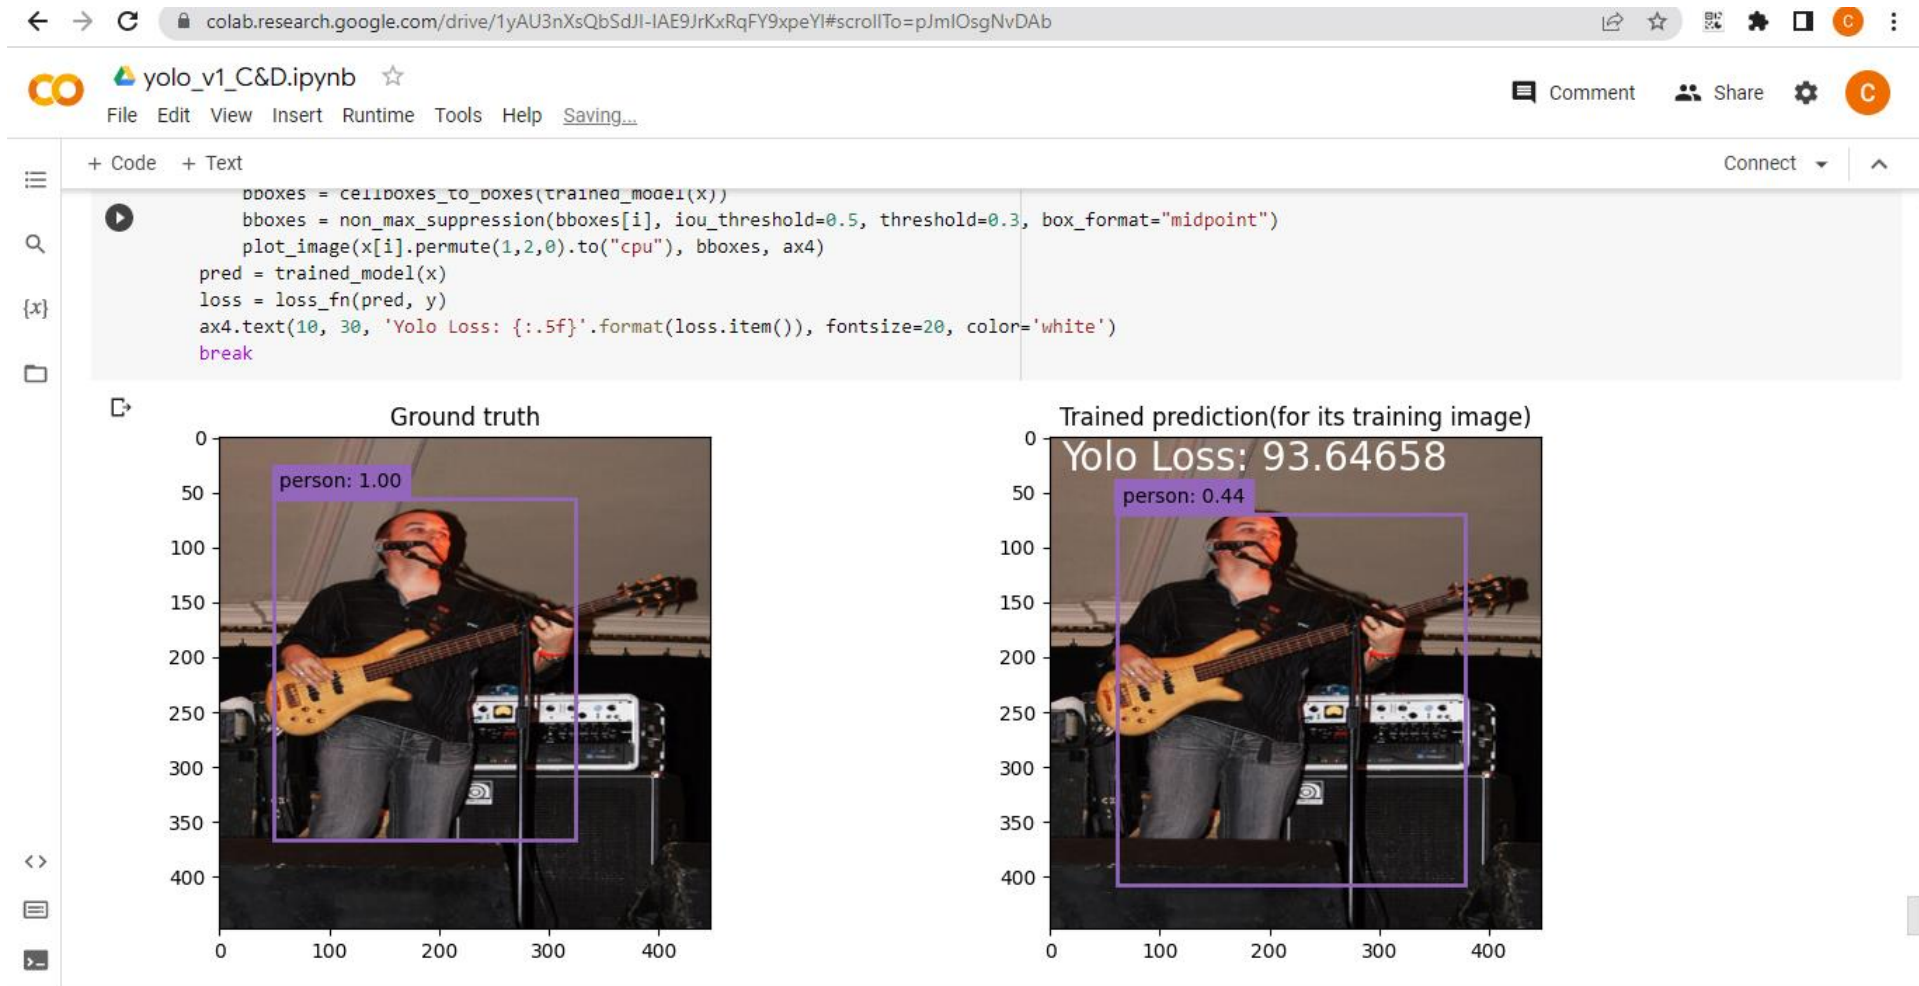 colab.research.google.com/drive/1yAU3nXsQbSdJI-IAE9JrKxRqFY9xpeYI#scrollTo=pJmIOsgNvDAb
C
CO
yolo_v1_C&D.ipynb
Comment Share C
File Edit View Insert Runtime Tools Help Saving...
+ Code + Text Connect
bboxes = cellboxes_to_boxes(trained_model(x))
bboxes = non_max_suppression(bboxes[i], iou_threshold=0.5, threshold=0.3, box_format="midpoint")
plot_image(x[i].permute(1,2,0).to("cpu"), bboxes, ax4)
pred = trained_model(x)
loss = loss_fn(pred, y)
{x}
ax4.text(10, 30, 'Yolo Loss: {:.5f}'.format(loss.item()), fontsize=20, color='white')
break
Ground truth
person: 1.00
0
50
100
150
200
250
300
350
400
0 100 200 300 400
Trained prediction(for its training image)
Yolo Loss: 93.64658
person: 0.44
0
50
100
150
200
250
300
350
400
0 100 200 300 400